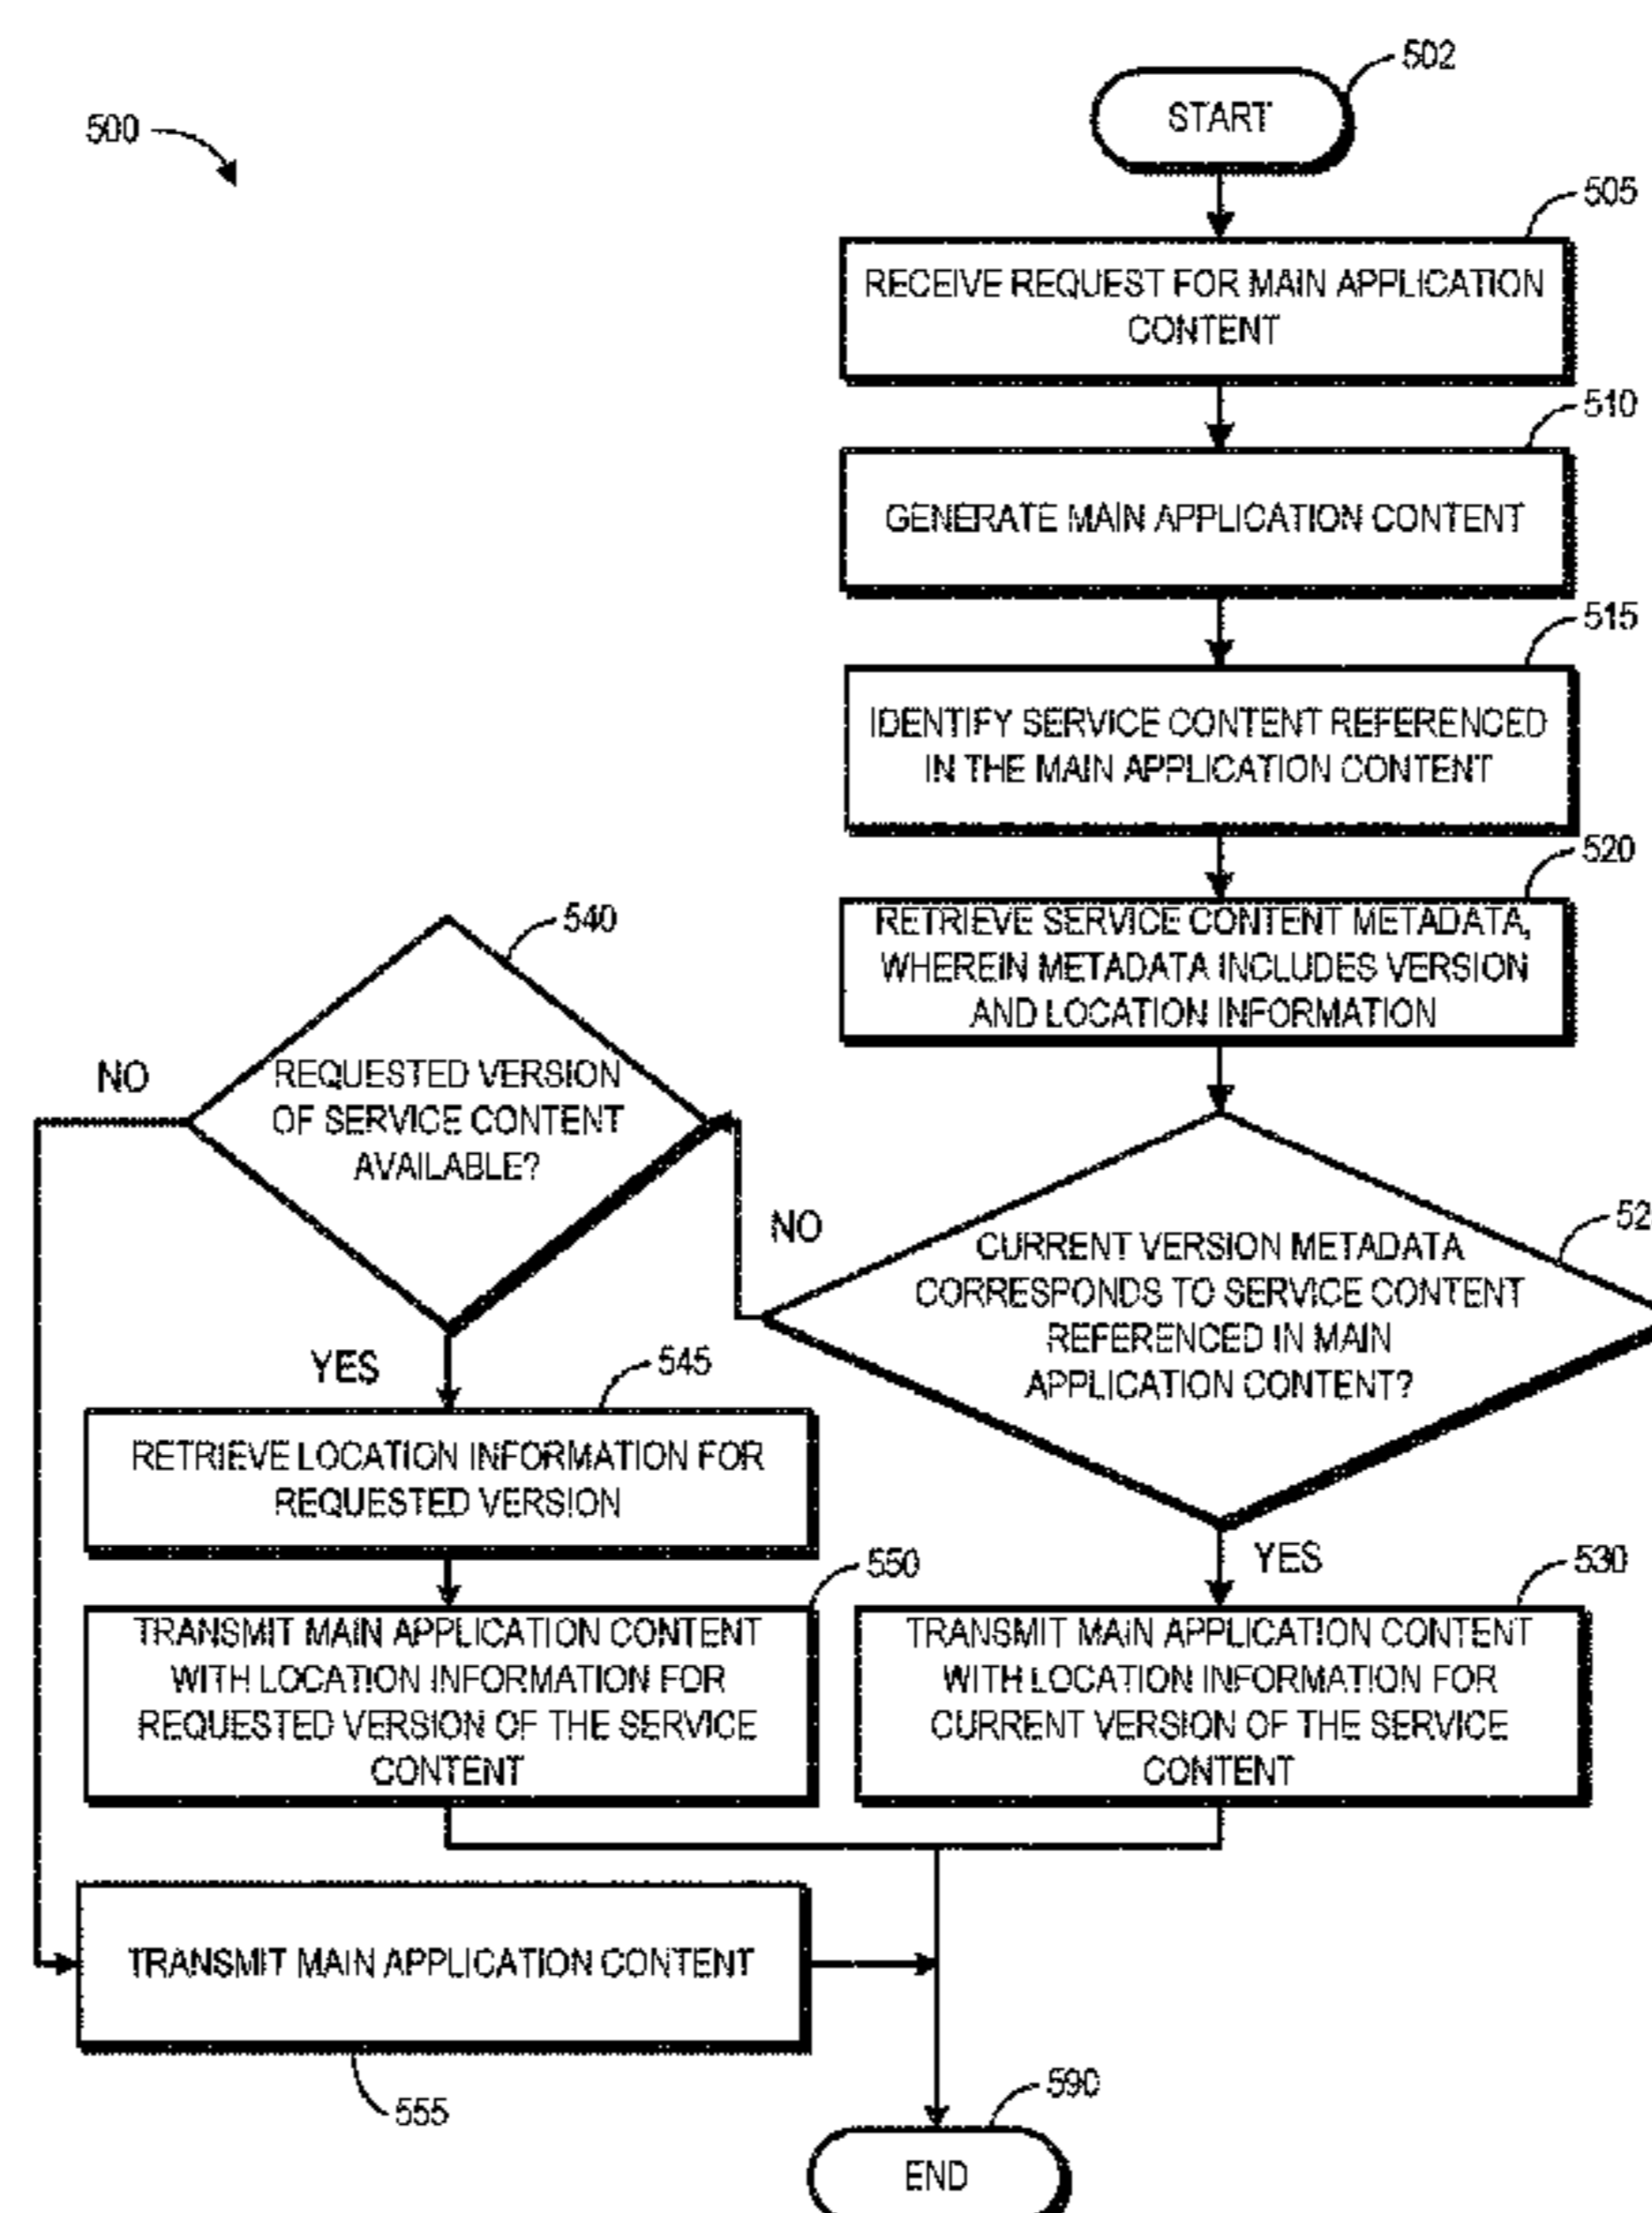 500
502
START
505
RECEIVE REQUEST FOR MAIN APPLICATION
CONTENT
510
GENERATE MAIN APPLICATION CONTENT
515
IDENTIFY SERVICE CONTENT REFERENCED
IN THE MAIN APPLICATION CONTENT
520
RETRIEVE SERVICE CONTENT METADATA,
WHEREIN METADATA INCLUDES VERSION
AND LOCATION INFORMATION
52
CURRENT VERSION METADATA
CORRESPONDS TO SERVICE CONTENT
REFERENCED IN MAIN
APPLICATION CONTENT?
NO
YES
540
REQUESTED VERSION
OF SERVICE CONTENT
AVAILABLE?
NO
YES
545
RETRIEVE LOCATION INFORMATION FOR
REQUESTED VERSION
550
TRANSMIT MAIN APPLICATION CONTENT
WITH LOCATION INFORMATION FOR
REQUESTED VERSION OF THE SERVICE
CONTENT
530
TRANSMIT MAIN APPLICATION CONTENT
WITH LOCATION INFORMATION FOR
CURRENT VERSION OF THE SERVICE
CONTENT
TRANSMIT MAIN APPLICATION CONTENT
555
590
END